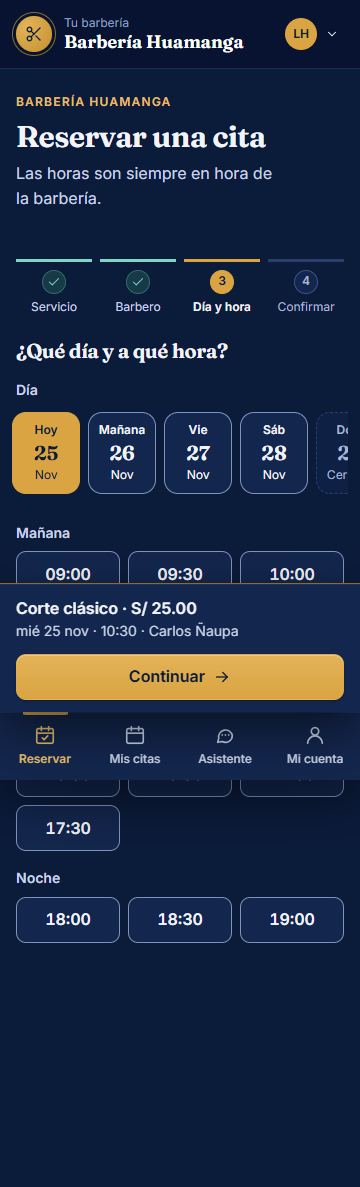 Tu barbería
Barbería Huamanga
LH
BARBERÍA HUAMANGA
Reservar una cita
Las horas son siempre en hora de
la barbería.
3
4
Servicio
Barbero
Día y hora
Confirmar
¿Qué día y a qué hora?
Día
Hoy
25
Nov
Mañana
26
Nov
Vie
27
Nov
Sáb
28
Nov
Mañana
09:00
09:30
10:00
Corte clásico · S/ 25.00
mié 25 nov · 10:30 · Carlos Ñaupa
Continuar
Reservar
Mis citas
Asistente
Mi cuenta
17:30
Noche
18:00
18:30
19:00